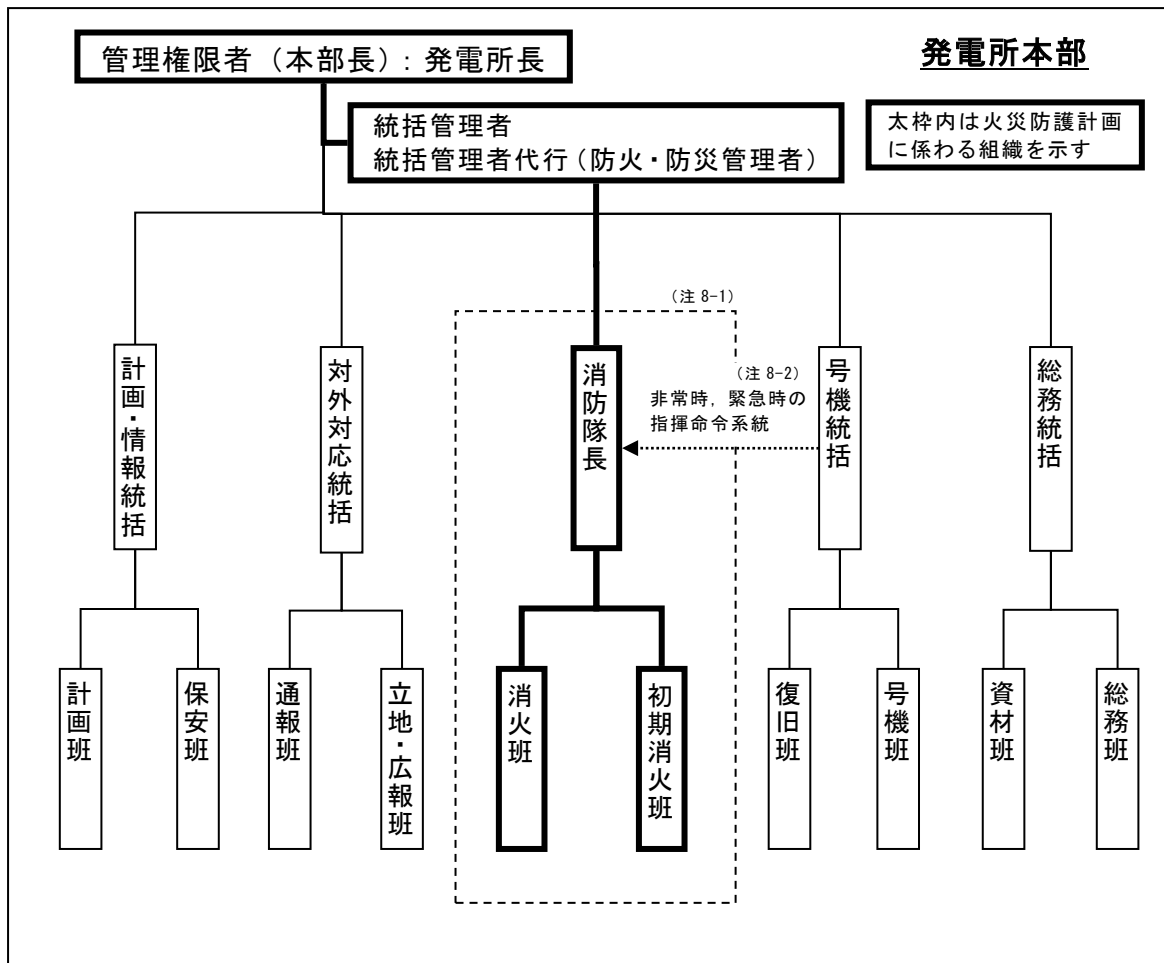 管理権限者（本部長）：発電所長
発電所本部
統括管理者
統括管理者代行（防火・防災管理者）
太枠内は火災防護計画
に係わる組織を示す
（注 8-1）
計画・情報統括
対外対応統括
消防隊長
（注 8-2）
非常時，緊急時の
指揮命令系統
号機統括
総務統括
計画班
保安班
通報班
立地・広報班
消火班
初期消火班
復旧班
号機班
資材班
総務班